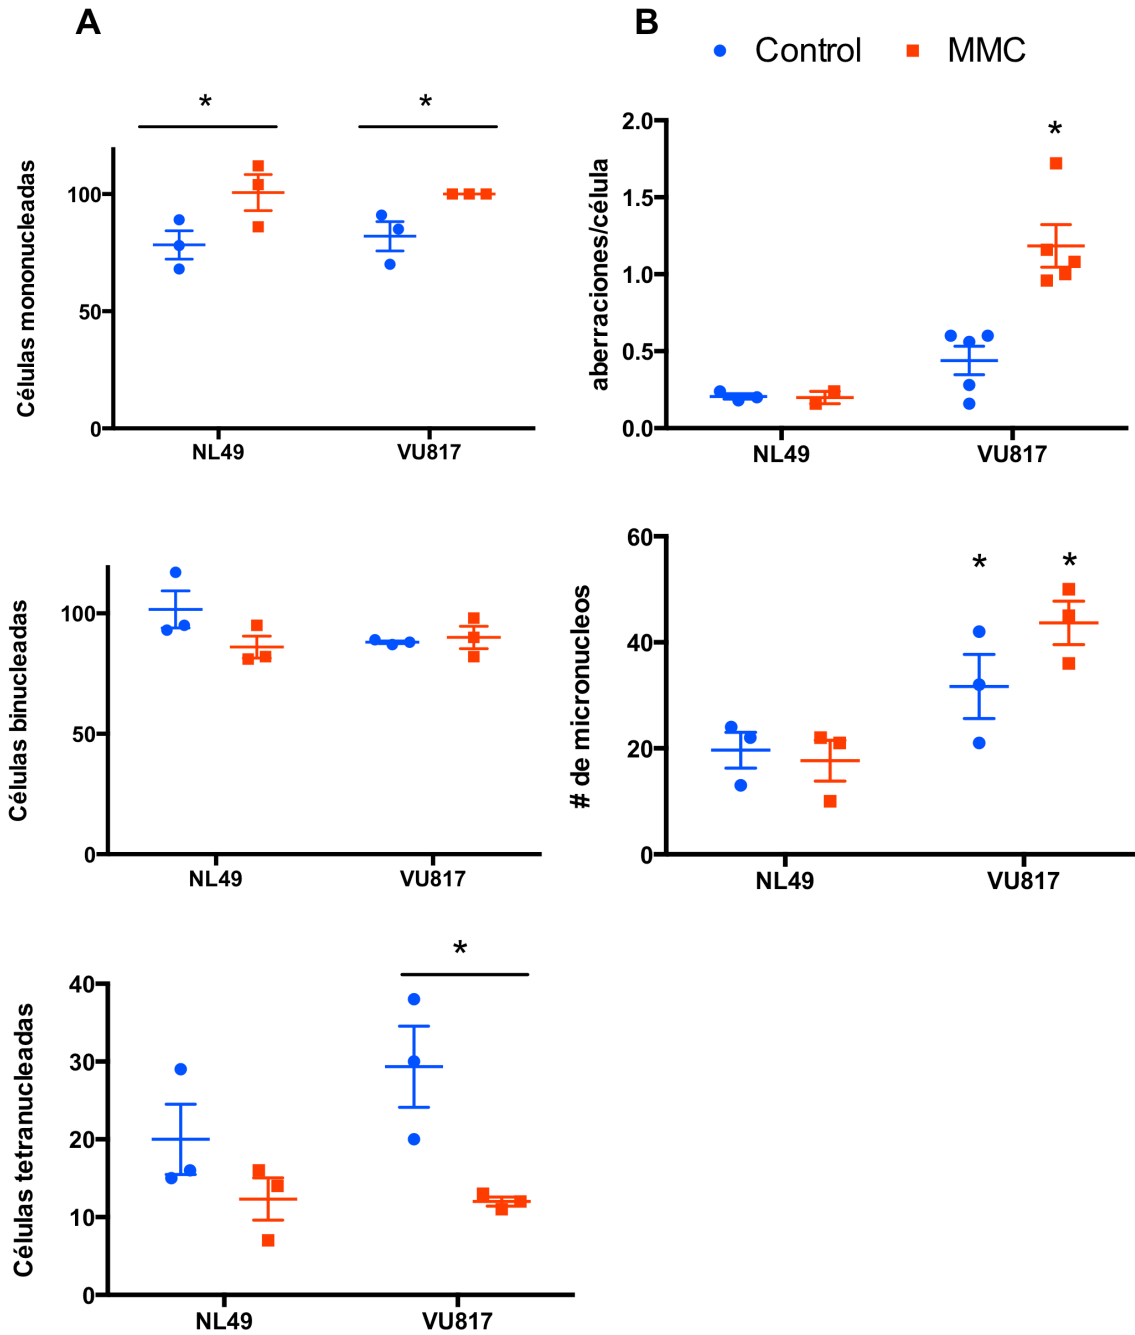 A
B
Control
MMC
*
*
Células mononucleadas
100
50
0
NL49
VU817
*
aberraciones/célula
2.0
1.5
1.0
0.5
0.0
NL49
VU817
Células binucleadas
100
50
0
NL49
VU817
*
*
# de micronucleos
60
40
20
0
NL49
VU817
*
Células tetranucleadas
40
30
20
10
0
NL49
VU817